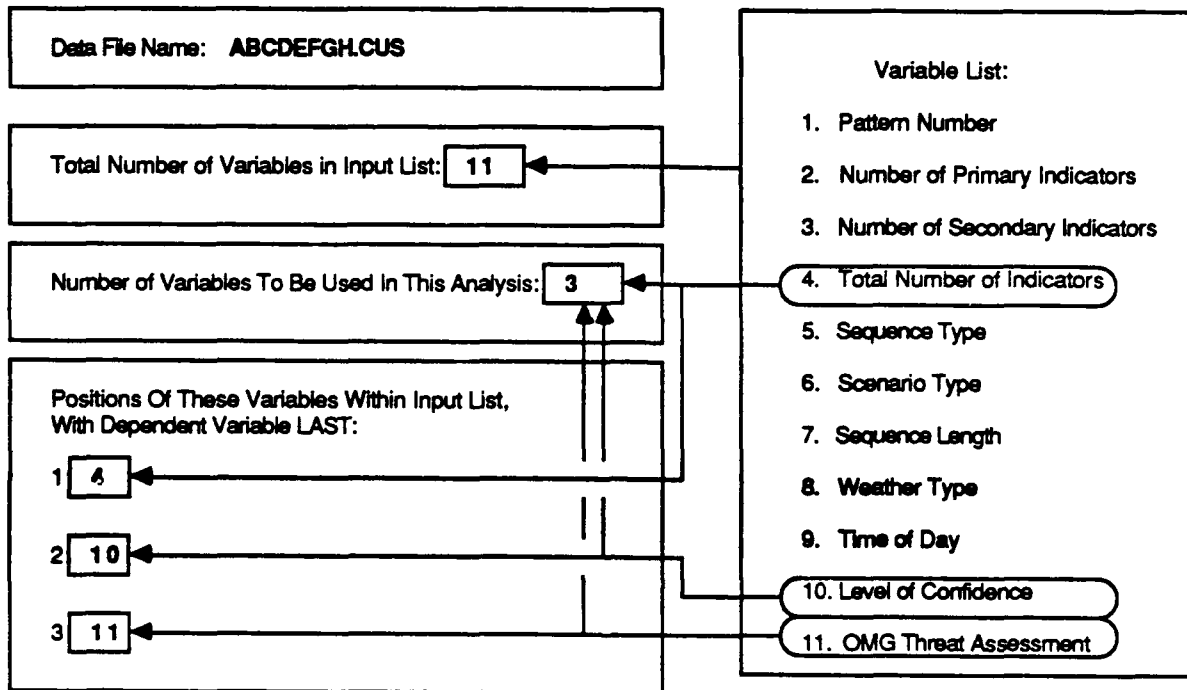 Data File Name: ABCDEFGH.CUS
Total Number of Variables in Input List: 11
Number of Variables To Be Used In This Analysis: 3
Positions Of These Variables Within Input List,
With Dependent Variable LAST:
1 4
2 10
3 11
Variable List:
1. Pattern Number
2. Number of Primary Indicators
3. Number of Secondary Indicators
4. Total Number of Indicators
5. Sequence Type
6. Scenario Type
7. Sequence Length
8. Weather Type
9. Time of Day
10. Level of Confidence
11. OMG Threat Assessment